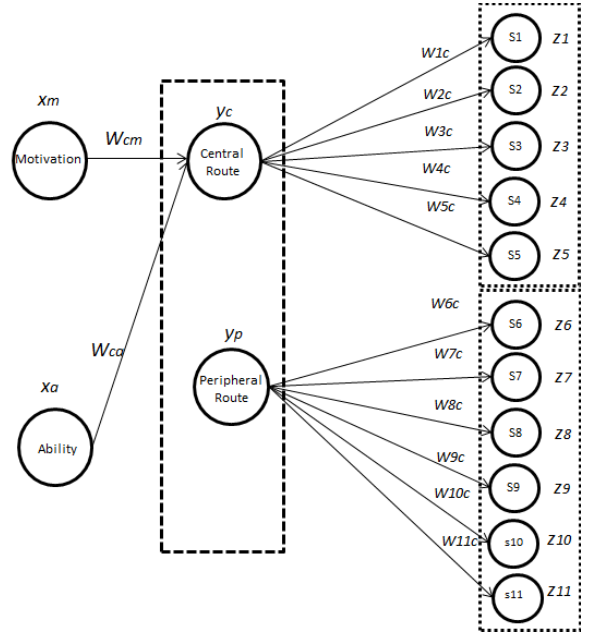 S1 Z1
W1c
W2c
S2 Z2
xm
yc
Wcm
W3c
S3 Z3
Motivation
Central
Route
W4c
S4 Z4
W5c
S5 Z5
W6c
S6 Z6
yp
Wca
W7c
S7 Z7
Peripheral
Route
xa
W8c
S8 Z8
Ability
W9c
S9 Z9
W10c
W11c
s10 Z10
s11 Z11